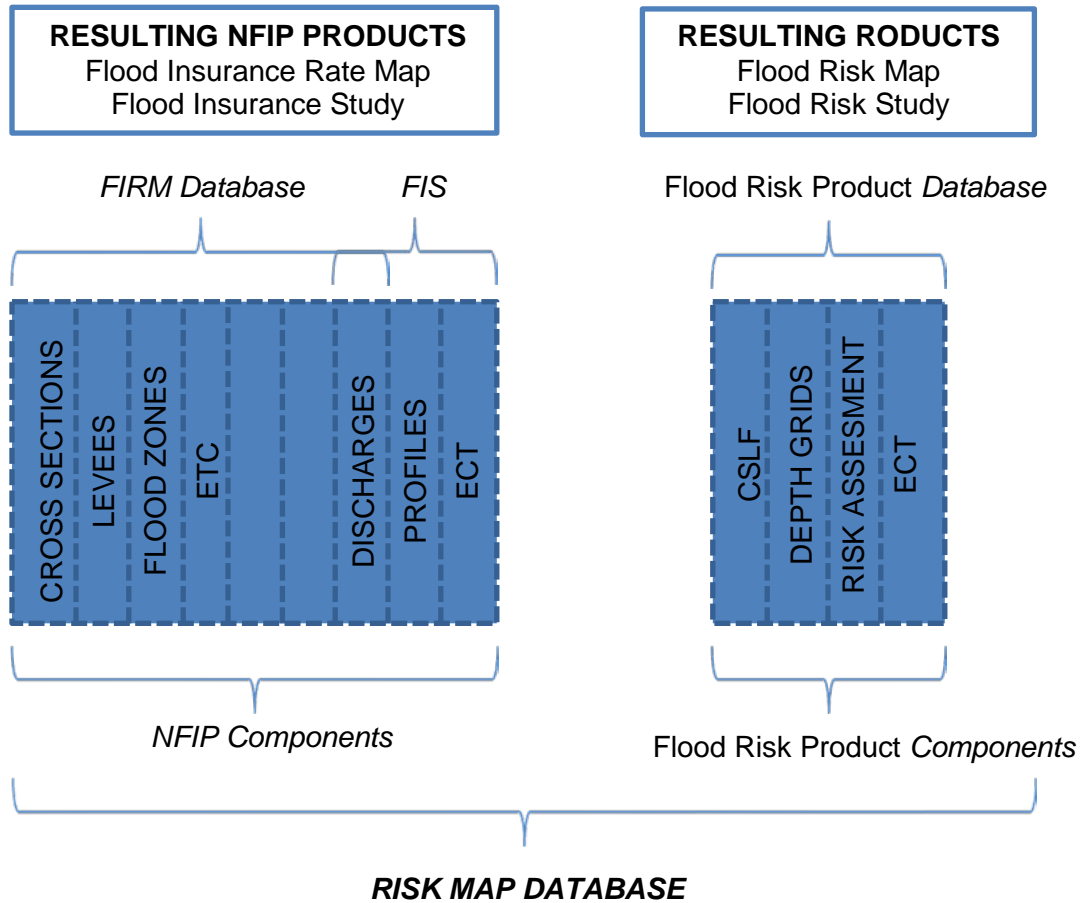 RESULTING NFIP PRODUCTS
Flood Insurance Rate Map
Flood Insurance Study
RESULTING RODUCTS
Flood Risk Map
Flood Risk Study
FIRM Database
FIS
Flood Risk Product Database
CROSS SECTIONS
LEVEES
FLOOD ZONES
ETC
DISCHARGES
PROFILES
ECT
CSLF
DEPTH GRIDS
RISK ASSESMENT
ECT
NFIP Components
Flood Risk Product Components
RISK MAP DATABASE